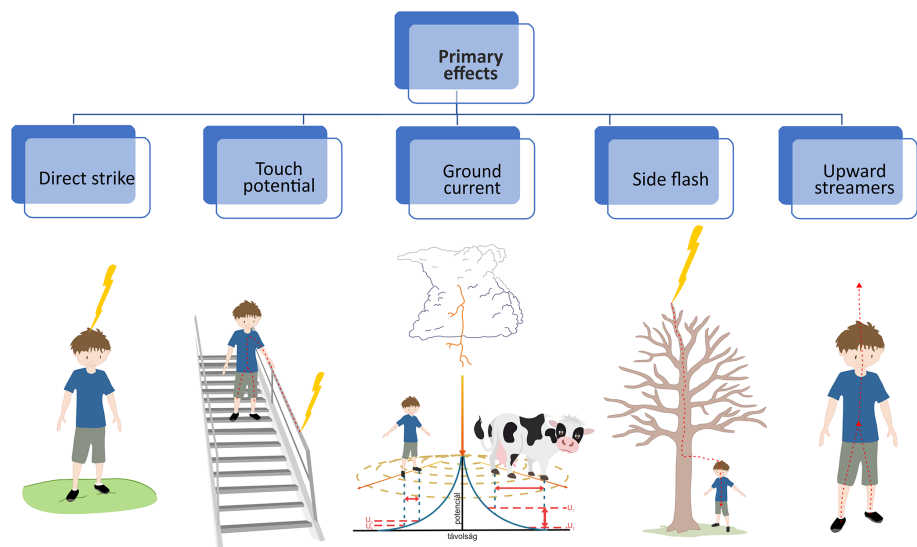 Primary
effects
Direct strike
Touch
potential
Ground
current
Side flash
Upward
streamers
potenciál
távolság